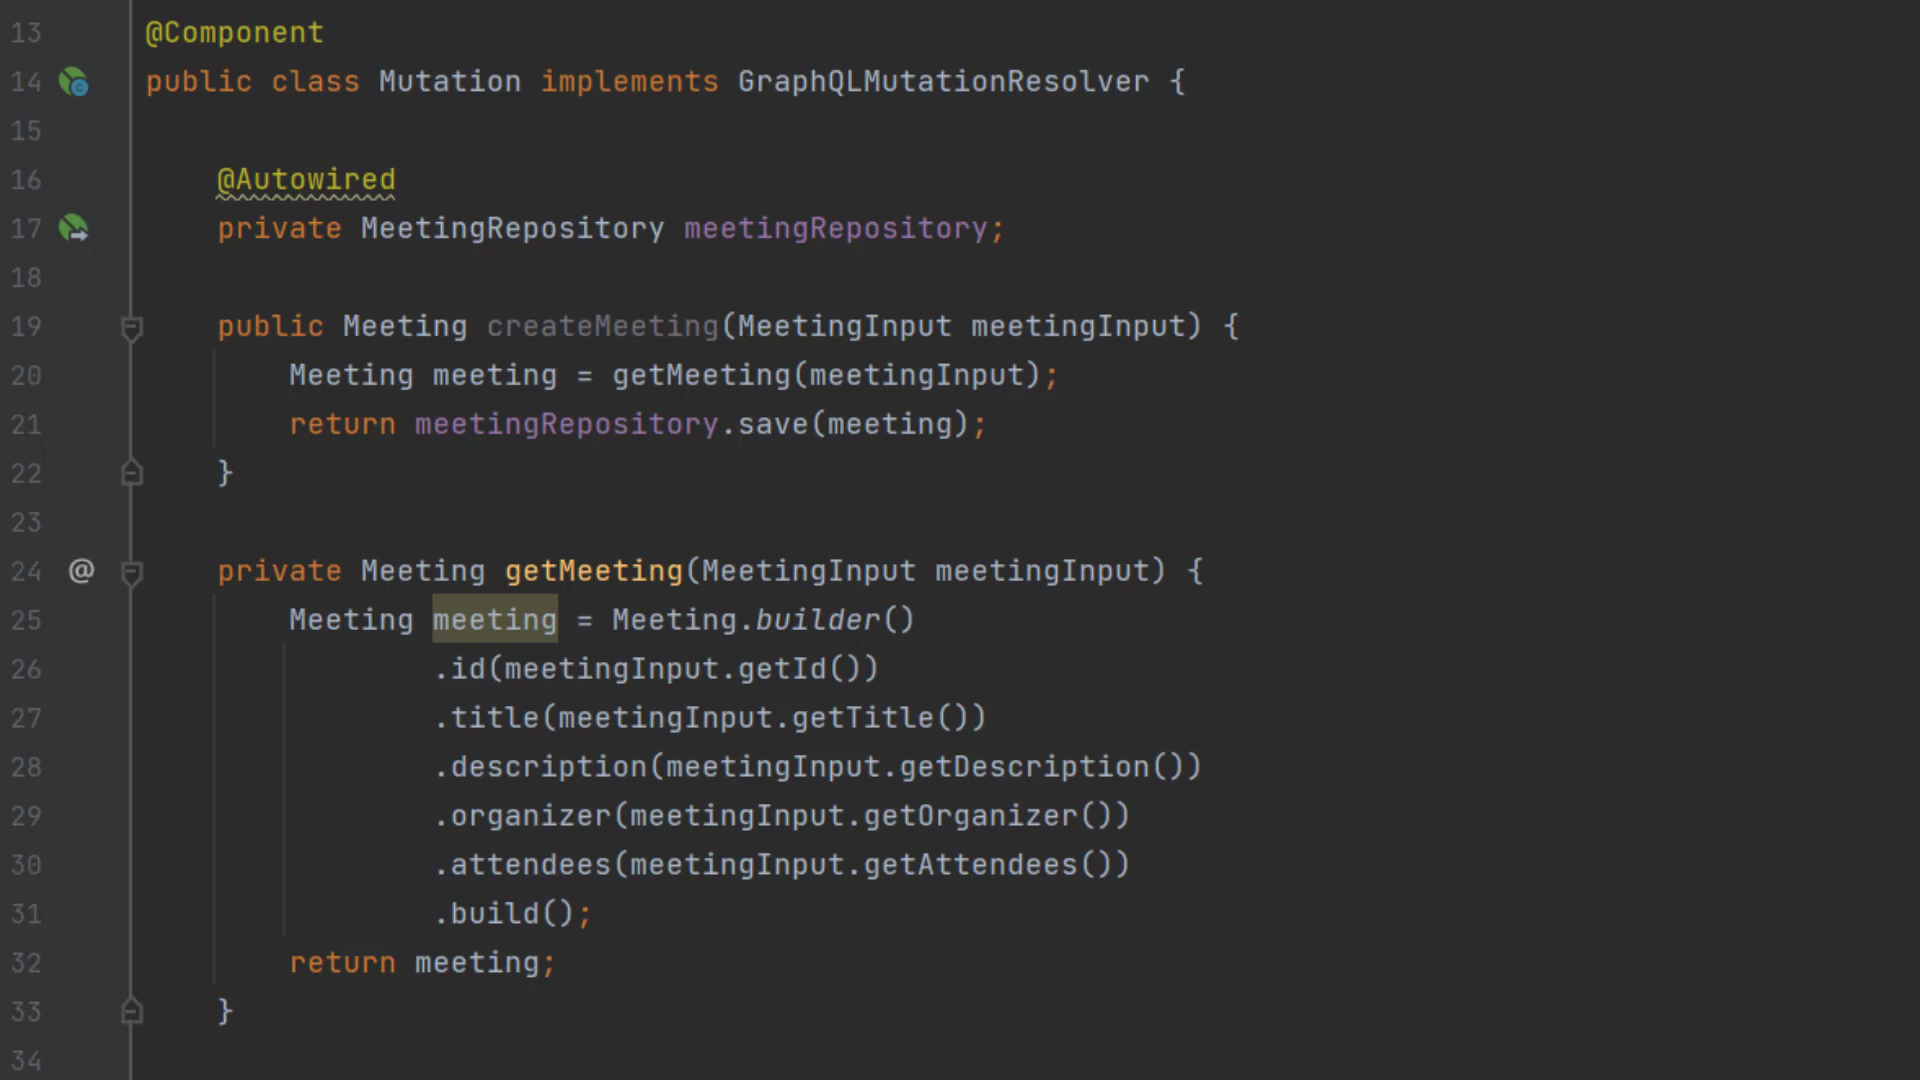 13 @Component
14 public class Mutation implements GraphQLMutationResolver {
15
16 @Autowired
17 private MeetingRepository meetingRepository;
18
19 public Meeting createMeeting(MeetingInput meetingInput) {
20 Meeting meeting = getMeeting(meetingInput);
21 return meetingRepository.save(meeting);
22 }
23
24 @ private Meeting getMeeting(MeetingInput meetingInput) {
25 Meeting meeting = Meeting.builder()
26 .id(meetingInput.getId())
27 .title(meetingInput.getTitle())
28 .description(meetingInput.getDescription())
29 .organizer(meetingInput.getOrganizer())
30 .attendees(meetingInput.getAttendees())
31 .build();
32 return meeting;
33 }
34